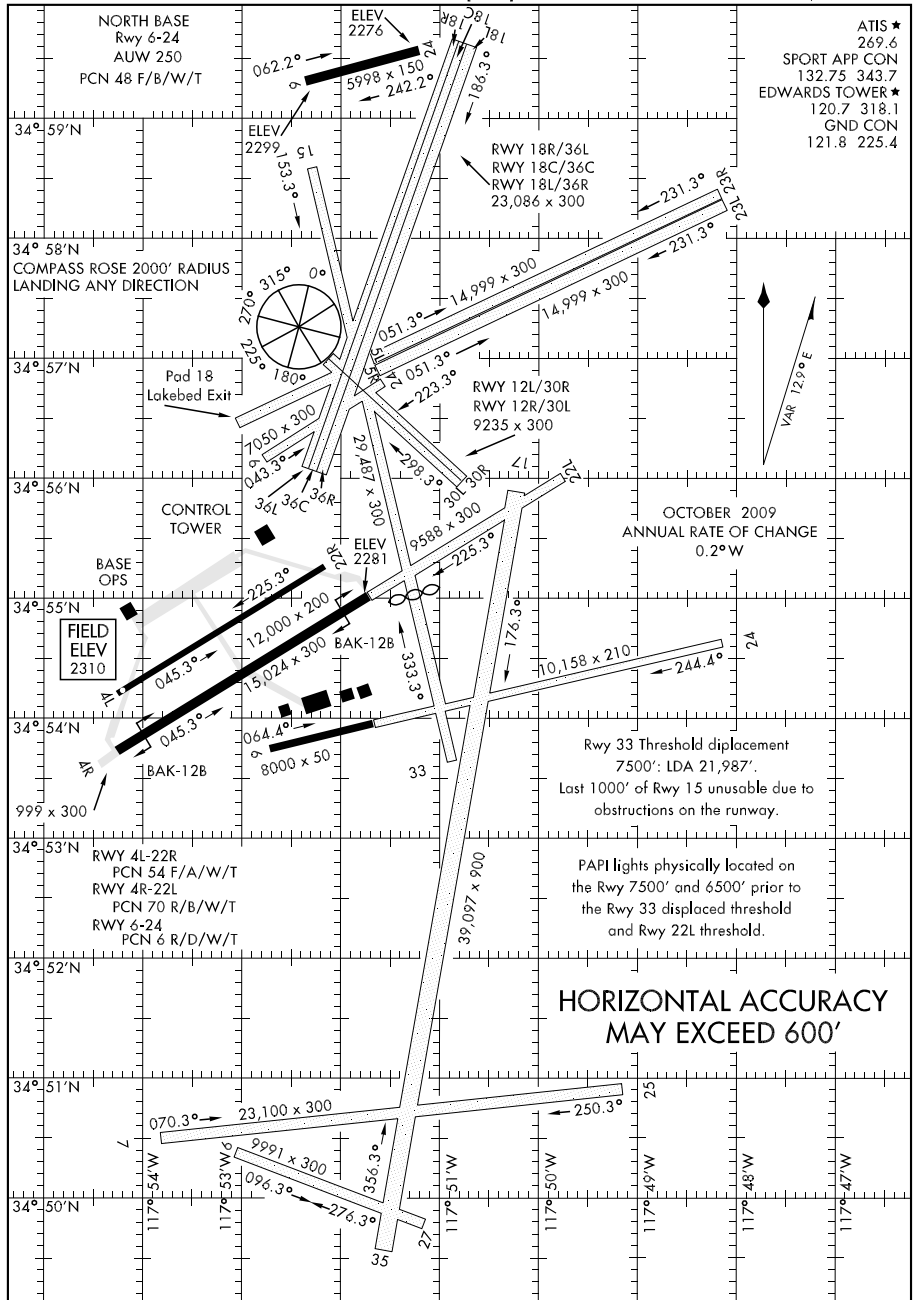 NORTH BASE
Rwy 6-24
AUW 250
PCN 48 F/B/W/T
ELEV
2276
18R
18C
18L
ATIS ★
269.6
SPORT APP CON
132.75 343.7
EDWARDS TOWER ★
120.7 318.1
GND CON
121.8 225.4
062.2°
24
6
5998 x 150
242.2°
186.3°
34° 59'N
ELEV
2299
15
153.3°
RWY 18R/36L
RWY 18C/36C
RWY 18L/36R
23,086 x 300
231.3°
23L 23R
231.3°
34° 58'N
COMPASS ROSE 2000' RADIUS
LANDING ANY DIRECTION
0°
315°
270°
225°
180°
051.3°
14,999 x 300
14,999 x 300
051.3°
5L
5R
24
223.3°
34° 57'N
Pad 18
Lakebed Exit
RWY 12L/30R
RWY 12R/30L
9235 x 300
VAR 12.9° E
7050 x 300
6
043.3°
29,487 x 300
298.3°
30L 30R
17
22L
36L
36C
36R
34° 56'N
CONTROL
TOWER
9588 x 300
225.3°
OCTOBER 2009
ANNUAL RATE OF CHANGE
0.2° W
BASE
OPS
22R
ELEV
2281
225.3°
34° 55'N
FIELD
ELEV
2310
12,000 x 200
15,024 x 300
BAK-12B
176.3°
333.3°
10,158 x 210
24
244.4°
4L
045.3°
34° 54'N
045.3°
064.4°
6
8000 x 50
4R
BAK-12B
33
999 x 300
Rwy 33 Threshold diplacement
7500': LDA 21,987'.
Last 1000' of Rwy 15 unusable due to
obstructions on the runway.
34° 53'N
RWY 4L-22R
PCN 54 F/A/W/T
RWY 4R-22L
PCN 70 R/B/W/T
RWY 6-24
PCN 6 R/D/W/T
39,097 x 900
PAPI lights physically located on
the Rwy 7500' and 6500' prior to
the Rwy 33 displaced threshold
and Rwy 22L threshold.
34° 52'N
HORIZONTAL ACCURACY
MAY EXCEED 600'
34° 51'N
25
070.3°
23,100 x 300
250.3°
7
9991 x 300
356.3°
096.3°
276.3°
27
35
34° 50'N
117° 54'W
117° 53'W
117° 51'W
117° 50'W
117° 49'W
117° 48'W
117° 47'W